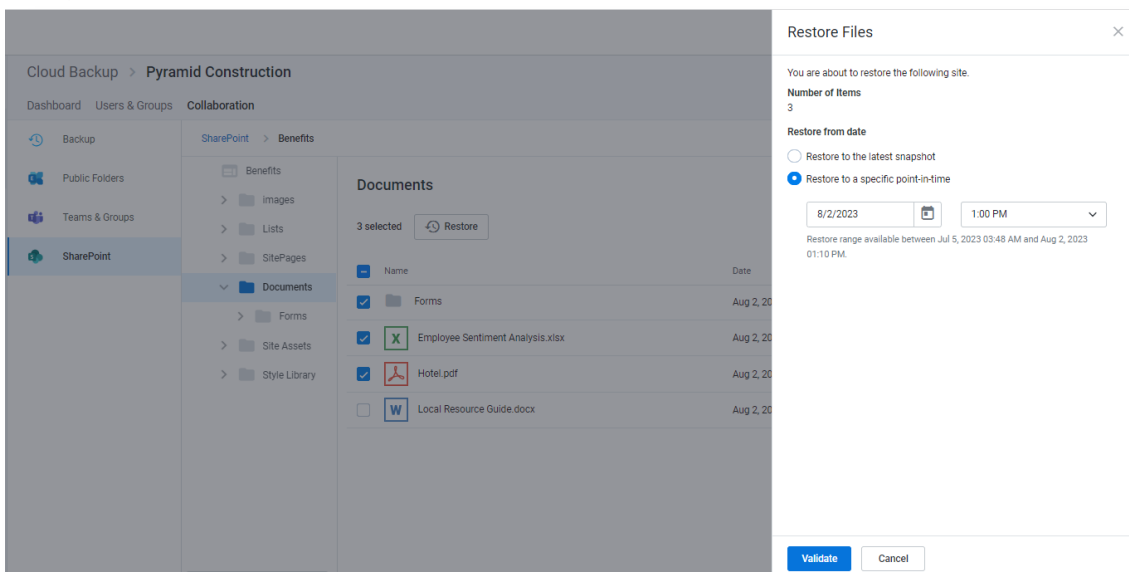 Restore Files
Cloud Backup > Pyramid Construction
Dashboard Users & Groups Collaboration
Backup
Public Folders
Teams & Groups
SharePoint
SharePoint > Benefits
Benefits
Images
Lists
SitePages
Documents
Forms
Site Assets
Style Library
Documents
3 selected
Restore
Name Date
Forms Aug 2, 20
Employee Sentiment Analysis.xlsx Aug 2, 20
Hotel.pdf Aug 2, 20
Local Resource Guide.docx Aug 2, 20
You are about to restore the following site.
Number of Items
3
Restore from date
Restore to the latest snapshot
Restore to a specific point-in-time
8/2/2023 1:00 PM
Restore range available between Jul 5, 2023 03:48 AM and Aug 2, 2023
01:10 PM.
Validate Cancel